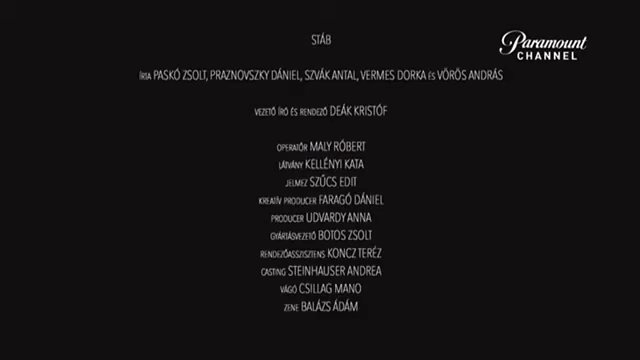 STÁB
Paramount
CHANNEL
ÍRTA PASKÓ ZSOLT, PRAZNOVSZKY DÁNIEL, SZVÁK ANTAL, VERMES DORKA ÉS VÖRÖS ANDRÁS
VEZETŐ ÍRÓ ÉS RENDEZŐ DEÁK KRISTÓF
OPERATŐR MALY RÓBERT
LÁTVÁNY KELLÉNYI KATA
JELMEZ SZŰCS EDIT
KREATÍV PRODUCER FARAGÓ DÁNIEL
PRODUCER UDVARDY ANNA
GYÁRTÁSVEZETŐ BOTOS ZSOLT
RENDEZŐASSZISZTENS KONCZ TERÉZ
CASTING STEINHAUSER ANDREA
VÁGÓ CSILLAG MANO
ZENE BALÁZS ÁDÁM